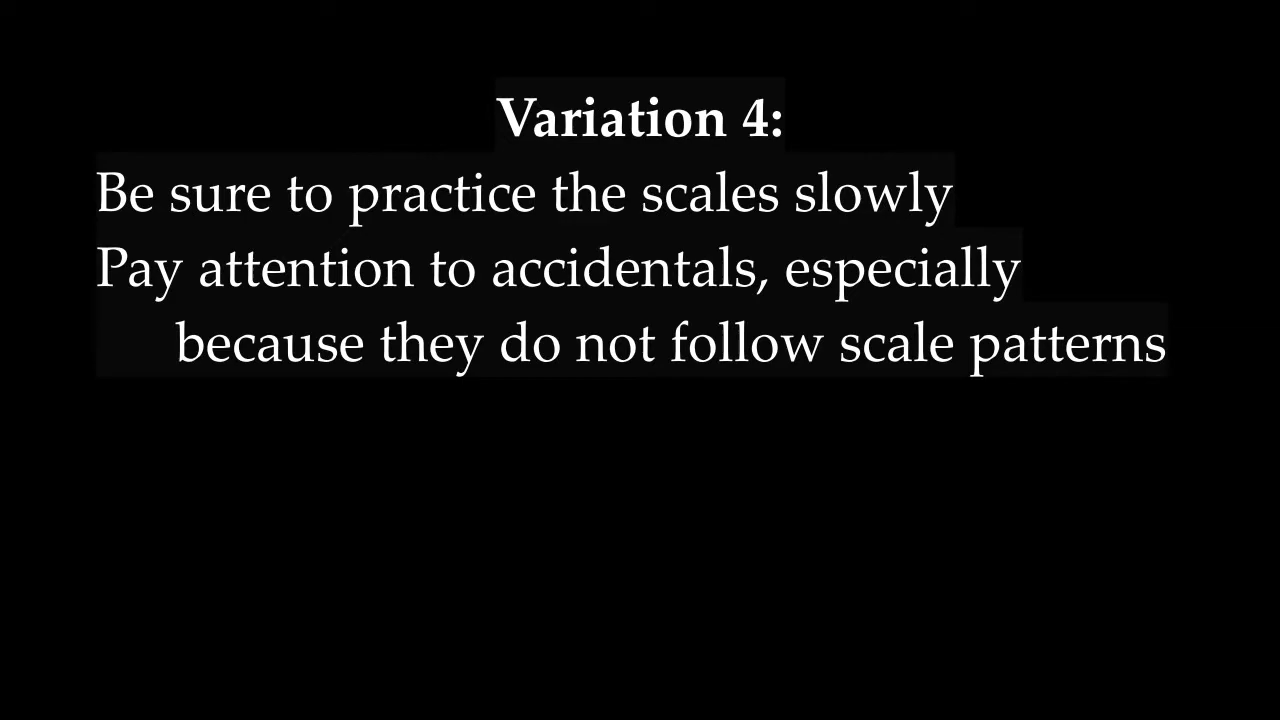 Variation 4:
Be sure to practice the scales slowly
Pay attention to accidentals, especially
because they do not follow scale patterns